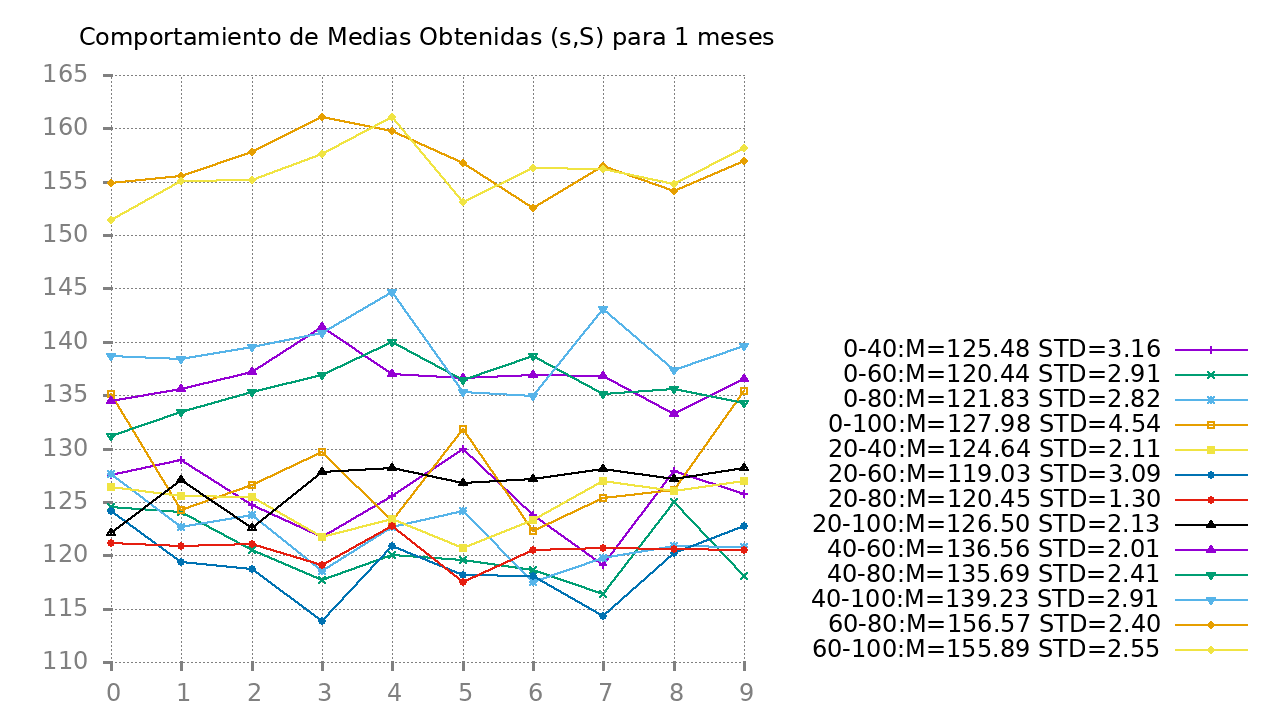 Comportamiento de Medias Obtenidas (s,S) para 1 meses
165
160
155
150
145
140
135
130
125
120
115
110
0 1 2 3 4 5 6 7 8 9
0-40:M=125.48 STD=3.16
0-60:M=120.44 STD=2.91
0-80:M=121.83 STD=2.82
0-100:M=127.98 STD=4.54
20-40:M=124.64 STD=2.11
20-60:M=119.03 STD=3.09
20-80:M=120.45 STD=1.30
20-100:M=126.50 STD=2.13
40-60:M=136.56 STD=2.01
40-80:M=135.69 STD=2.41
40-100:M=139.23 STD=2.91
60-80:M=156.57 STD=2.40
60-100:M=155.89 STD=2.55